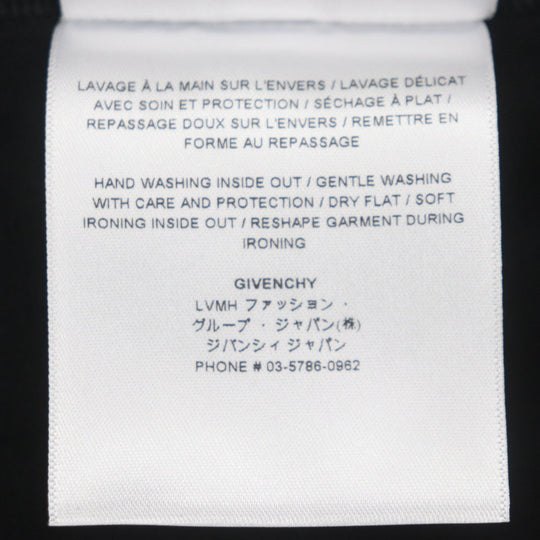 LAVAGE À LA MAIN SUR L'ENVERS / LAVAGE DÉLICAT
AVEC SOIN ET PROTECTION / SÉCHAGE À PLAT /
REPASSAGE DOUX SUR L'ENVERS / REMETTRE EN
FORME AU REPASSAGE
HAND WASHING INSIDE OUT / GENTLE WASHING
WITH CARE AND PROTECTION / DRY FLAT / SOFT
IRONING INSIDE OUT / RESHAPE GARMENT DURING
IRONING
GIVENCHY
LVMH ファッション ·
グループ · ジャパン(株)
ジバンシィ ジャパン
PHONE # 03-5786-0962